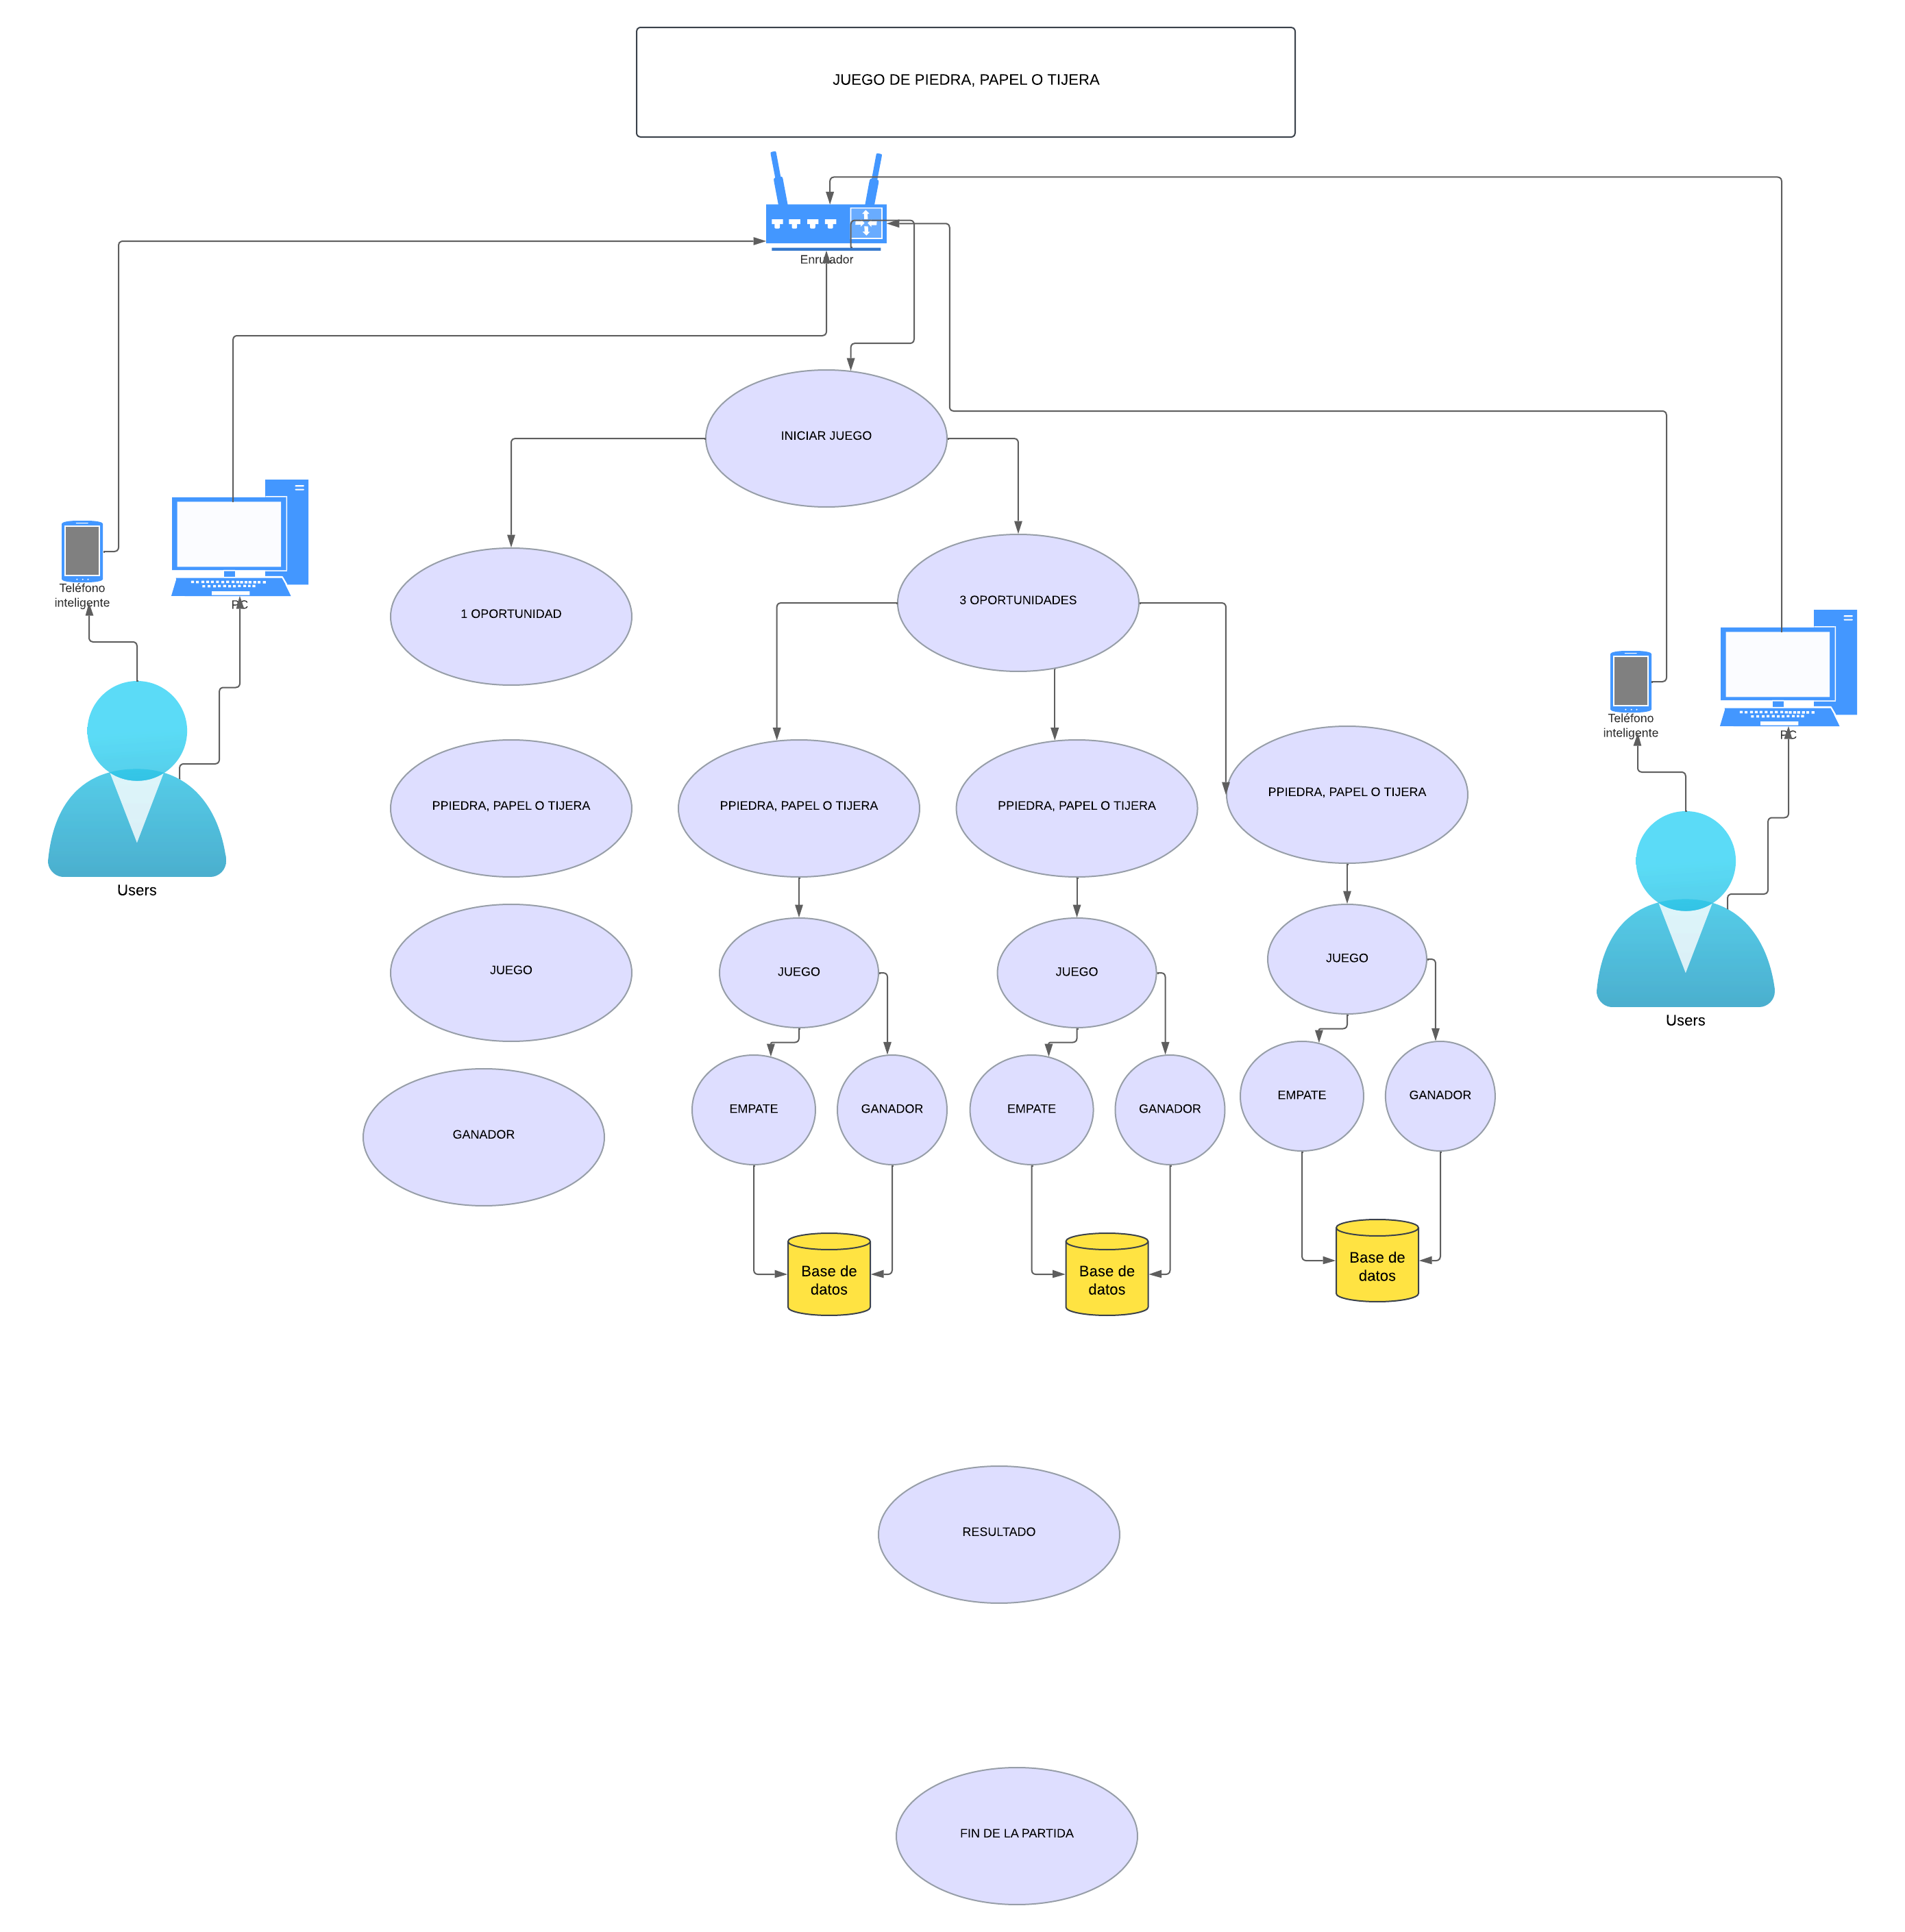 JUEGO DE PIEDRA, PAPEL O TIJERA
Enrutador
INICIAR JUEGO
Teléfono
inteligente
PC
1 OPORTUNIDAD
3 OPORTUNIDADES
Teléfono
inteligente
PC
PPIEDRA, PAPEL O TIJERA
PPIEDRA, PAPEL O TIJERA
PPIEDRA, PAPEL O TIJERA
PPIEDRA, PAPEL O TIJERA
Users
JUEGO
JUEGO
JUEGO
JUEGO
Users
GANADOR
EMPATE
GANADOR
EMPATE
GANADOR
EMPATE
GANADOR
Base de
datos
Base de
datos
Base de
datos
RESULTADO
FIN DE LA PARTIDA